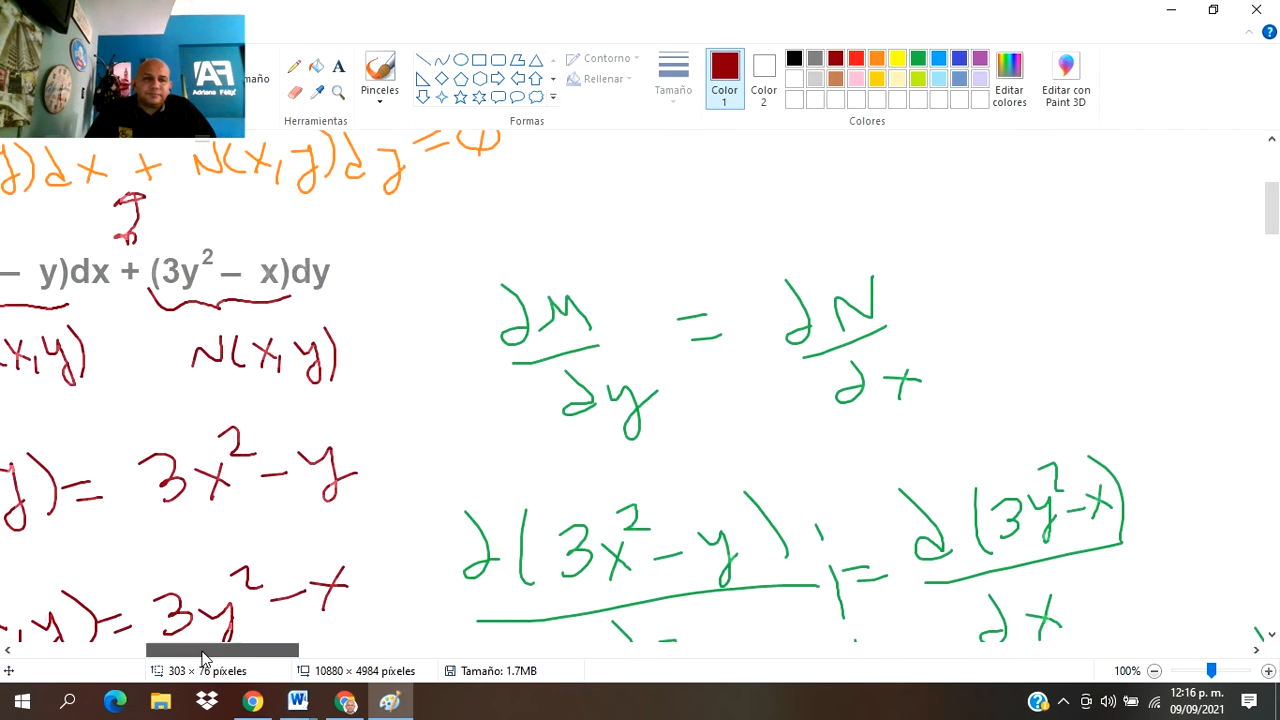 AF
Adriana Félix
maño
A
Pinceles
Herramientas
Contorno
Rellenar
Formas
Tamaño
Color 1
Color 2
Editar colores
Editar con Paint 3D
Colores
y)dx + N(x,y)dy = 0
– y)dx + (3y² – x)dy
x,y) N(x,y)
y) = 3x² - y
x,y) = 3y² - x
∂M/∂y = ∂N/∂x
∂(3x² - y) = ∂(3y² - x)/∂x
303 × 76 píxeles
10880 × 4984 píxeles
Tamaño: 1.7MB
100%
12:16 p. m.
09/09/2021